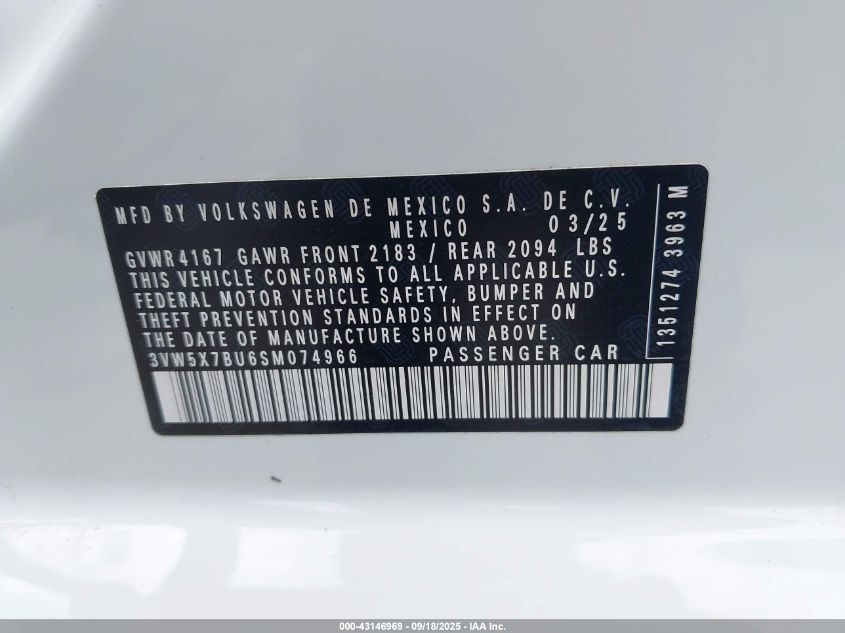 MFD BY VOLKSWAGEN DE MEXICO S.A. DE C.V.
MEXICO 03/25
GVWR 4167 GAWR FRONT 2183 / REAR 2094 LBS
THIS VEHICLE CONFORMS TO ALL APPLICABLE U.S.
FEDERAL MOTOR VEHICLE SAFETY, BUMPER AND
THEFT PREVENTION STANDARDS IN EFFECT ON
THE DATE OF MANUFACTURE SHOWN ABOVE.
3VW5X7BU6SM074966 PASSENGER CAR
1351274 3963 M
000-43146969 - 09/18/2025 - IAA Inc.